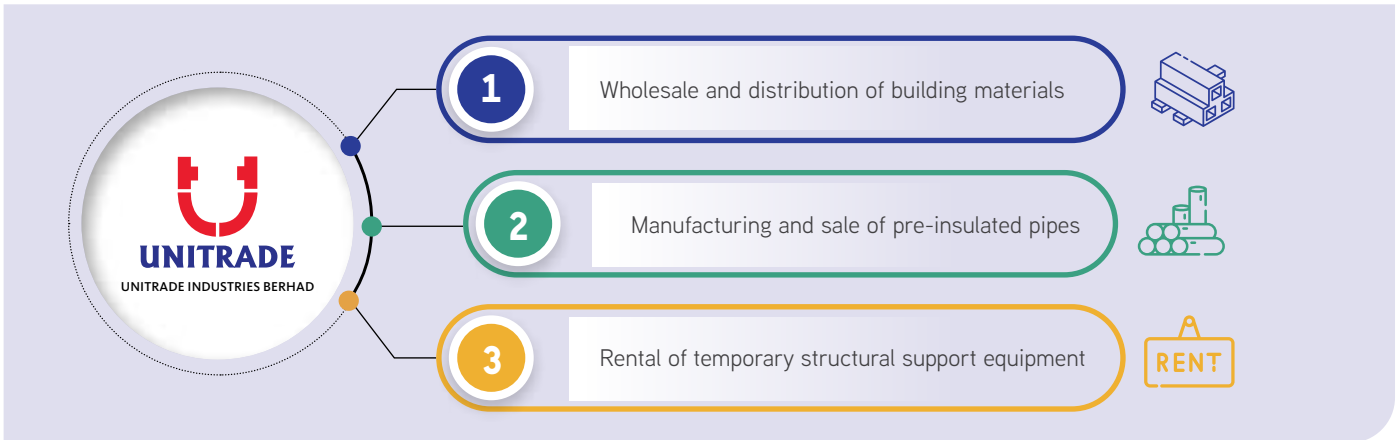 UNITRADE
UNITRADE INDUSTRIES BERHAD
1
Wholesale and distribution of building materials
2
Manufacturing and sale of pre-insulated pipes
3
Rental of temporary structural support equipment
RENT